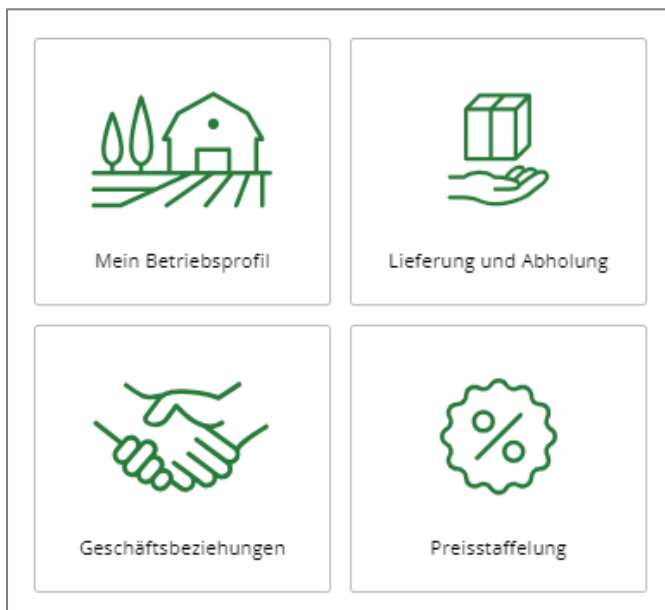 Mein Betriebsprofil
Lieferung und Abholung
Geschäftsbeziehungen
Preisstaffelung